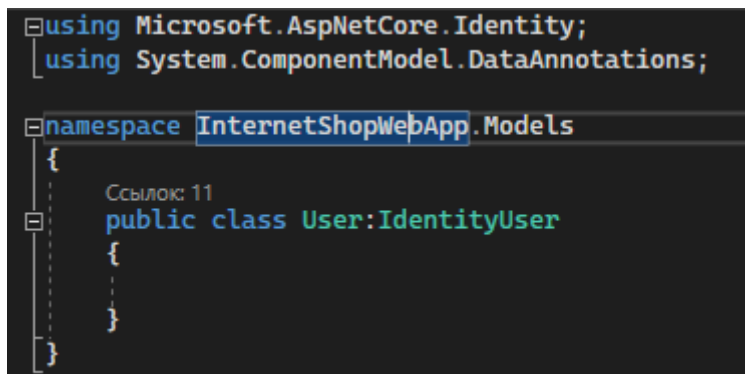 using Microsoft.AspNetCore.Identity;
using System.ComponentModel.DataAnnotations;
namespace InternetShopWebApp.Models
{
Ссылок: 11
public class User:IdentityUser
{
}
}